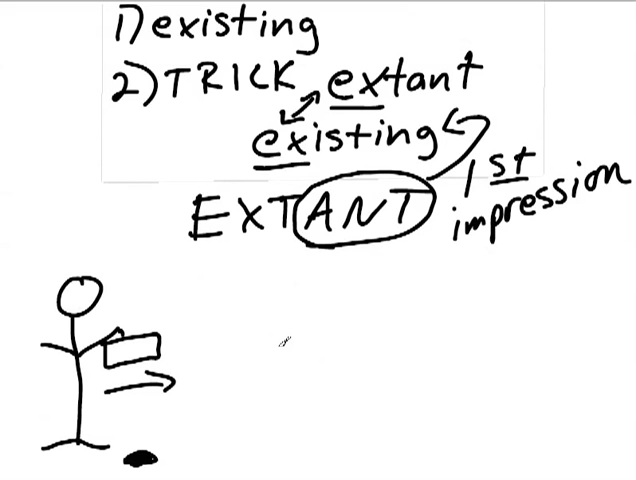 1) existing
2) TRICK extant
existing
EXTANT
1st
impression